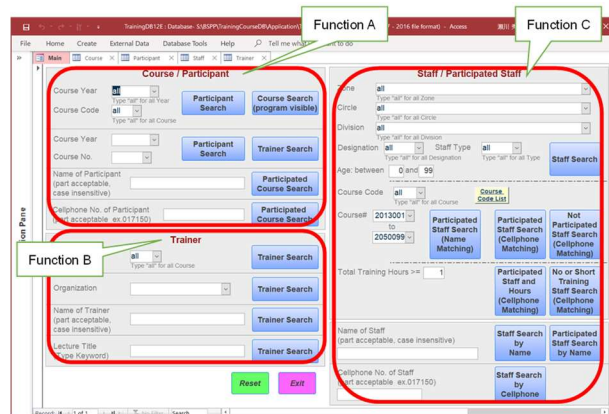 Function A
Function C
TrainingDB12E : Database- S:\BSPP\TrainingCourseDB\Application\
- 2016 file format) - Access
File Home Create External Data Database Tools Help Tell me what
nt to do
Main Course Participant Staff Trainer
Course / Participant
Course Year all
Type "all" for all Year
Course Code all
Type "all" for all Course
Participant Search
Course Search (program visible)
Course Year
Course No.
Participant Search
Trainer Search
Name of Participant
(part acceptable,
case insensitive)
Participated Course Search
Cellphone No. of Participant
(part acceptable ex.017150)
Participated Course Search
Function B
Trainer
all
Type "all" for all Course
Trainer Search
Organization
Trainer Search
Name of Trainer
(part acceptable,
case insensitive)
Trainer Search
Lecture Title
(Type Keyword)
Trainer Search
Reset Exit
Staff / Participated Staff
Zone all
Type "all" for all Zone
Circle all
Type "all" for all Circle
Division all
Type "all" for all Division
Designation all Staff Type all
Type "all" for all Designation Type "all" for all Type
Age: between 0 and 99
Staff Search
Course Code all
Type "all" for all Course
Course Code List
Course# 2013001
to
2050099
Participated Staff Search (Name Matching)
Participated Staff Search (Cellphone Matching)
Not Participated Staff Search (Cellphone Matching)
Total Training Hours >= 1
Participated Staff and Hours (Cellphone Matching)
No or Short Training Staff Search (Cellphone Matching)
Name of Staff
(part acceptable, case insensitive)
Staff Search by Name
Participated Staff Search by Name
Cellphone No. of Staff
(part acceptable ex.017150)
Staff Search by Cellphone
ion Pane
Record: 1 of 1 No Filter Search